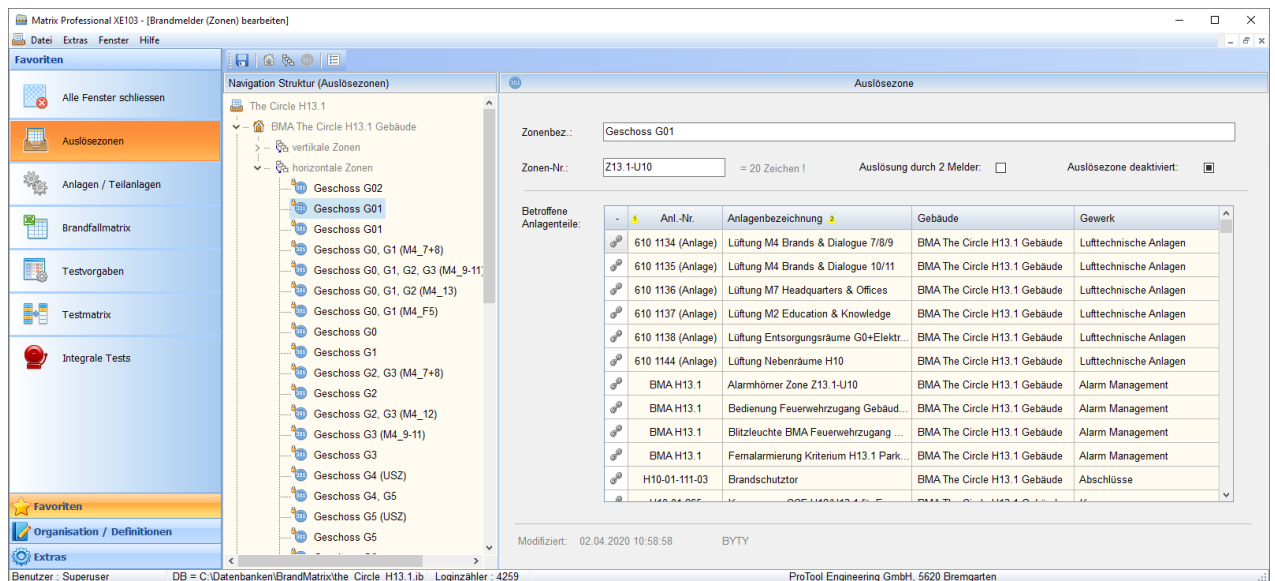 Matrix Professional XE103 - [Brandmelder (Zonen) bearbeiten]
Datei Extras Fenster Hilfe
Favoriten
Alle Fenster schliessen
Auslösezonen
Anlagen / Teilanlagen
Brandfallmatrix
Testvorgaben
Testmatrix
Integrale Tests
Favoriten
Organisation / Definitionen
Extras
Navigation Struktur (Auslösezonen)
The Circle H13.1
BMA The Circle H13.1 Gebäude
vertikale Zonen
horizontale Zonen
Geschoss G02
Geschoss G01
Geschoss G01
Geschoss G0, G1 (M4_7+8)
Geschoss G0, G1, G2, G3 (M4_9-11)
Geschoss G0, G1, G2 (M4_13)
Geschoss G0, G1 (M4_F5)
Geschoss G0
Geschoss G1
Geschoss G2, G3 (M4_7+8)
Geschoss G2
Geschoss G2, G3 (M4_12)
Geschoss G3 (M4_9-11)
Geschoss G3
Geschoss G4 (USZ)
Geschoss G4, G5
Geschoss G5 (USZ)
Geschoss G5
Auslösezone
Zonenbez.: Geschoss G01
Zonen-Nr.: Z13.1-U10 = 20 Zeichen ! Auslösung durch 2 Melder: Auslösezone deaktiviert:
Betroffene Anlagenteile:
- 1 Anl.-Nr. Anlagenbezeichnung 2 Gebäude Gewerk
610 1134 (Anlage) Lüftung M4 Brands & Dialogue 7/8/9 BMA The Circle H13.1 Gebäude Lufttechnische Anlagen
610 1135 (Anlage) Lüftung M4 Brands & Dialogue 10/11 BMA The Circle H13.1 Gebäude Lufttechnische Anlagen
610 1136 (Anlage) Lüftung M7 Headquarters & Offices BMA The Circle H13.1 Gebäude Lufttechnische Anlagen
610 1137 (Anlage) Lüftung M2 Education & Knowledge BMA The Circle H13.1 Gebäude Lufttechnische Anlagen
610 1138 (Anlage) Lüftung Entsorgungsräume G0+Elektr... BMA The Circle H13.1 Gebäude Lufttechnische Anlagen
610 1144 (Anlage) Lüftung Nebenräume H10 BMA The Circle H13.1 Gebäude Lufttechnische Anlagen
BMA H13.1 Alarmhörner Zone Z13.1-U10 BMA The Circle H13.1 Gebäude Alarm Management
BMA H13.1 Bedienung Feuerwehrzugang Gebäud... BMA The Circle H13.1 Gebäude Alarm Management
BMA H13.1 Blitzleuchte BMA Feuerwehrzugang ... BMA The Circle H13.1 Gebäude Alarm Management
BMA H13.1 Fernalarmierung Kriterium H13.1 Park... BMA The Circle H13.1 Gebäude Alarm Management
H10-01-111-03 Brandschutztor BMA The Circle H13.1 Gebäude Abschlüsse
Modifiziert: 02.04.2020 10:58:58 BYTY
Benutzer : Superuser DB = C:\Datenbanken\BrandMatrix\the_Circle_H13.1.ib Loginzähler : 4259 ProTool Engineering GmbH, 5620 Bremgarten